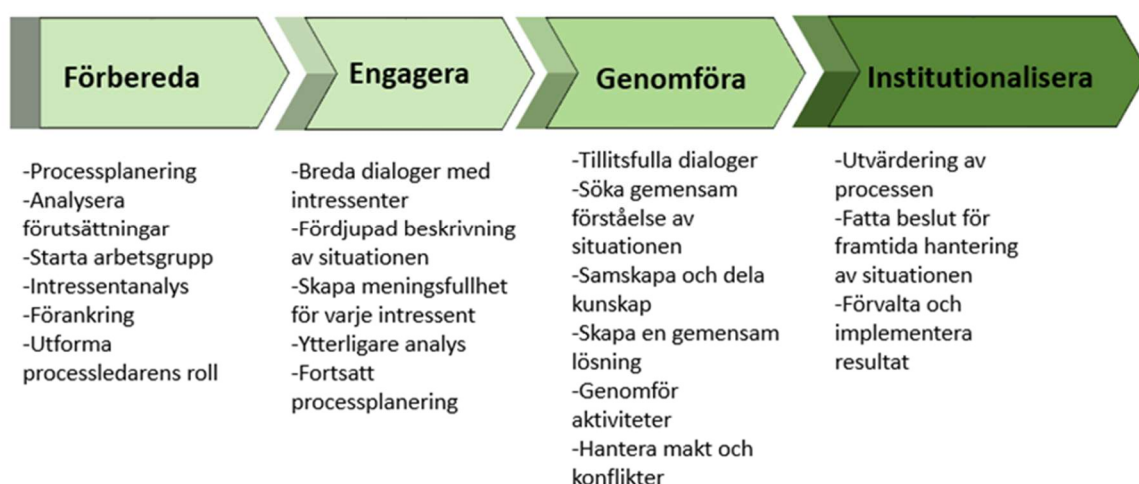 Förbereda
-Processplanering
-Analysera
förutsättningar
-Starta arbetsgrupp
-Intressentanalys
-Förankring
-Utforma
processledarens roll
Engagera
-Breda dialoger med
intressenter
-Fördjupad beskrivning
av situationen
-Skapa meningsfullhet
för varje intressent
-Ytterligare analys
-Fortsatt
processplanering
Genomföra
-Tillitsfulla dialoger
-Söka gemensam
förståelse av
situationen
-Samskapa och dela
kunskap
-Skapa en gemensam
lösning
-Genomför
aktiviteter
-Hantera makt och
konflikter
Institutionalisera
-Utvärdering av
processen
-Fatta beslut för
framtida hantering
av situationen
-Förvalta och
implementera
resultat